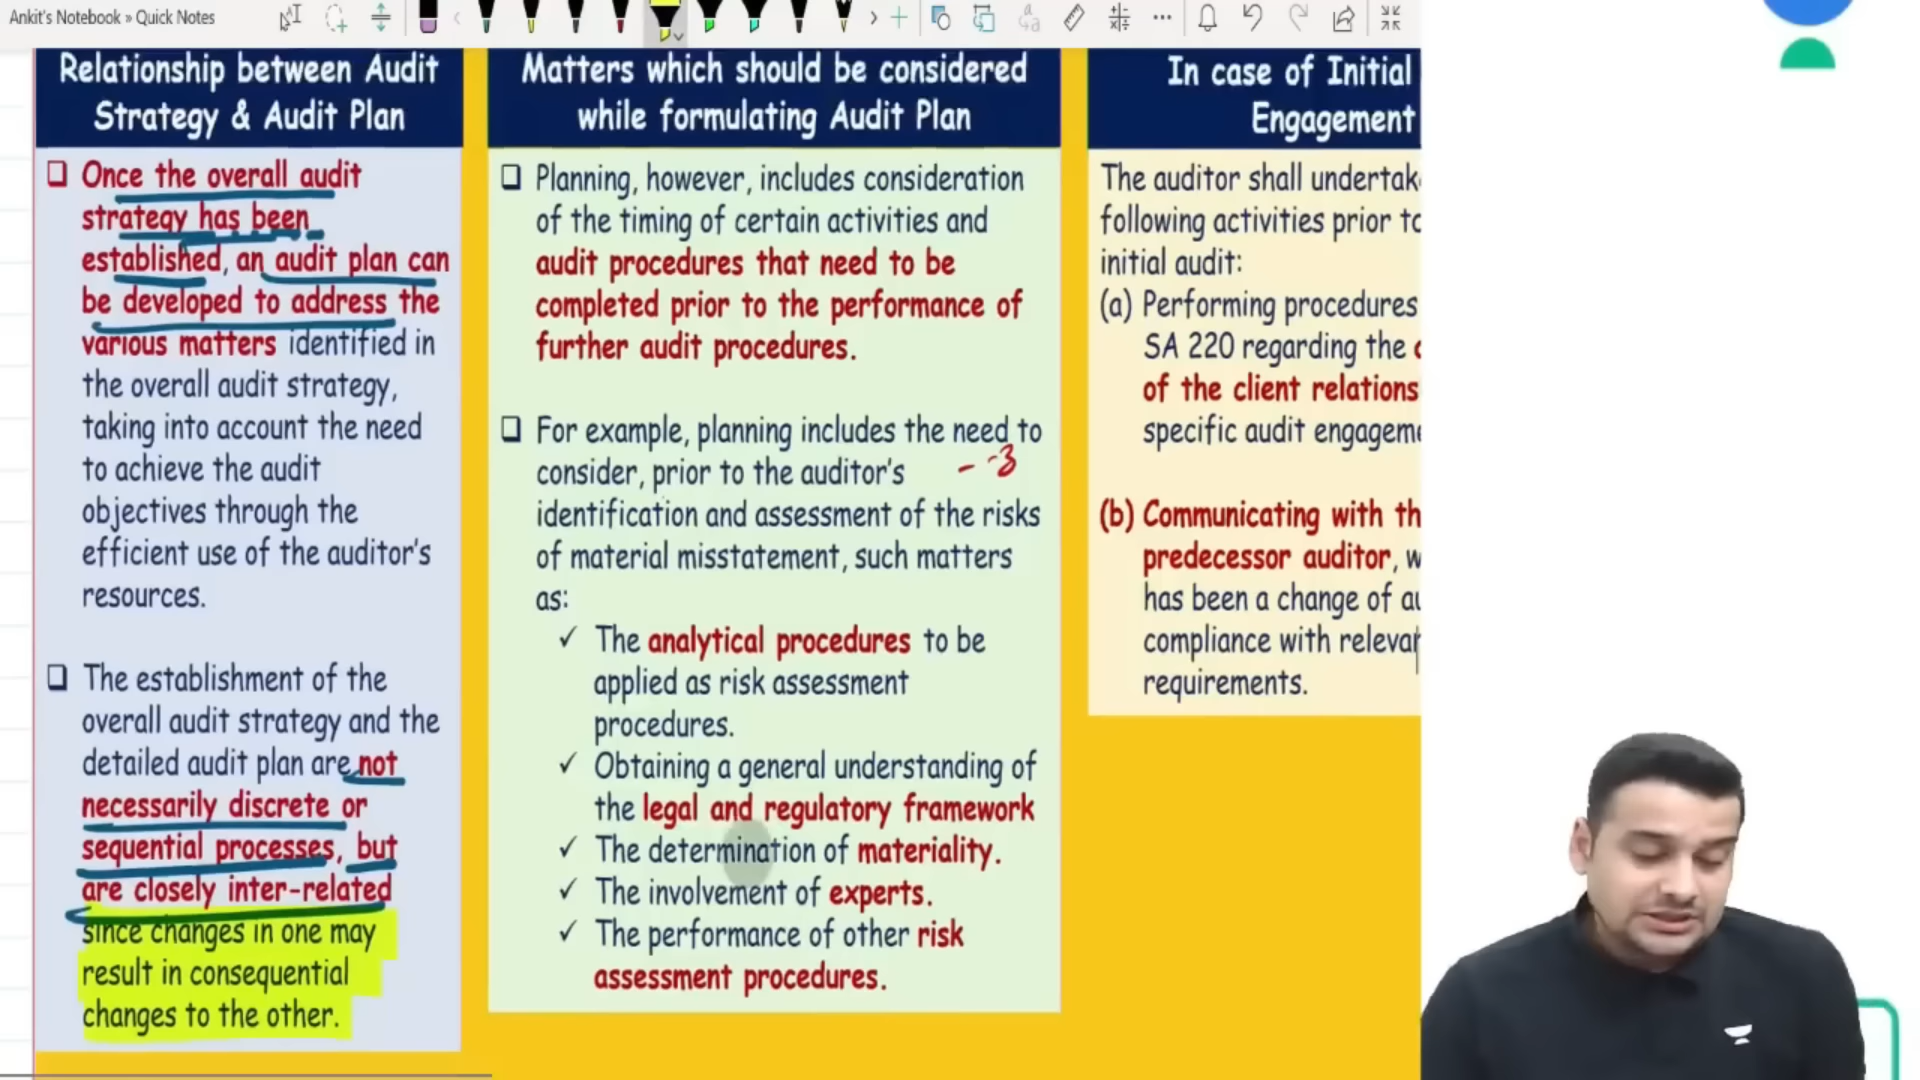 Ankit's Notebook » Quick Notes
Relationship between Audit
Strategy & Audit Plan
Once the overall audit
strategy has been
established, an audit plan can
be developed to address the
various matters identified in
the overall audit strategy,
taking into account the need
to achieve the audit
objectives through the
efficient use of the auditor's
resources.
The establishment of the
overall audit strategy and the
detailed audit plan are not
necessarily discrete or
sequential processes, but
are closely inter-related
since changes in one may
result in consequential
changes to the other.
Matters which should be considered
while formulating Audit Plan
Planning, however, includes consideration
of the timing of certain activities and
audit procedures that need to be
completed prior to the performance of
further audit procedures.
For example, planning includes the need to
consider, prior to the auditor's
identification and assessment of the risks
of material misstatement, such matters
as:
✓ The analytical procedures to be
applied as risk assessment
procedures.
✓ Obtaining a general understanding of
the legal and regulatory framework
✓ The determination of materiality.
✓ The involvement of experts.
✓ The performance of other risk
assessment procedures.
In case of Initial
Engagement
The auditor shall undertak
following activities prior to
initial audit:
(a) Performing procedures
SA 220 regarding the
of the client relations
specific audit engageme
(b) Communicating with th
predecessor auditor, w
has been a change of au
compliance with releva
requirements.